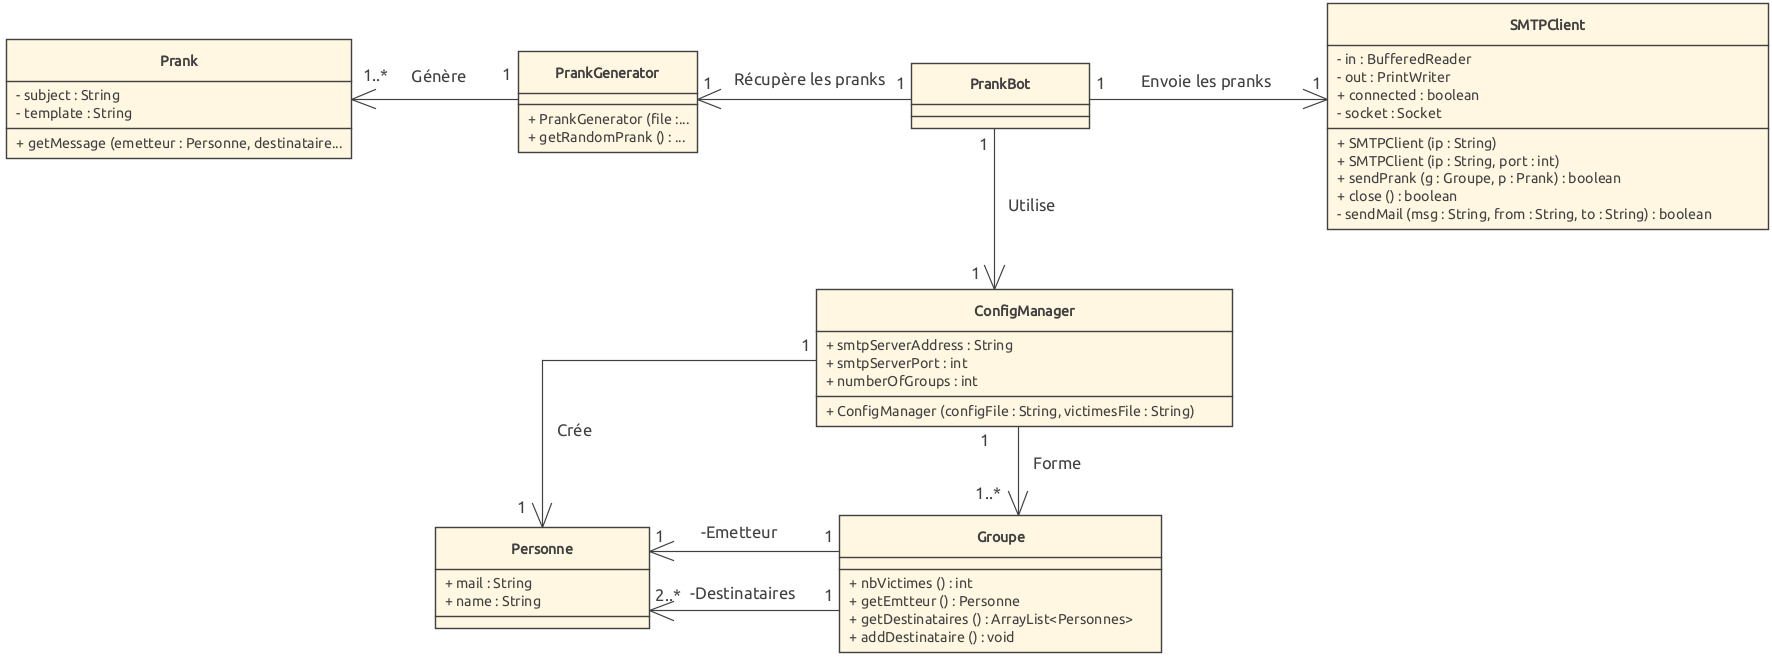 Prank
- subject : String
- template : String
+ getMessage (emetteur : Personne, destinataire...
1..*
Génère
1
PrankGenerator
+ PrankGenerator (file :...
+ getRandomPrank () : ...
1
Récupère les pranks
1
PrankBot
1
Envoie les pranks
1
SMTPClient
- in : BufferedReader
- out : PrintWriter
+ connected : boolean
- socket : Socket
+ SMTPClient (ip : String)
+ SMTPClient (ip : String, port : int)
+ sendPrank (g : Groupe, p : Prank) : boolean
+ close () : boolean
- sendMail (msg : String, from : String, to : String) : boolean
1
Utilise
1
ConfigManager
+ smtpServerAddress : String
+ smtpServerPort : int
+ numberOfGroups : int
+ ConfigManager (configFile : String, victimesFile : String)
1
Crée
1
1
Forme
1..*
Personne
+ mail : String
+ name : String
1
-Emetteur
1
2..*
-Destinataires
1
Groupe
+ nbVictimes () : int
+ getEmtteur () : Personne
+ getDestinataires () : ArrayList<Personnes>
+ addDestinataire () : void